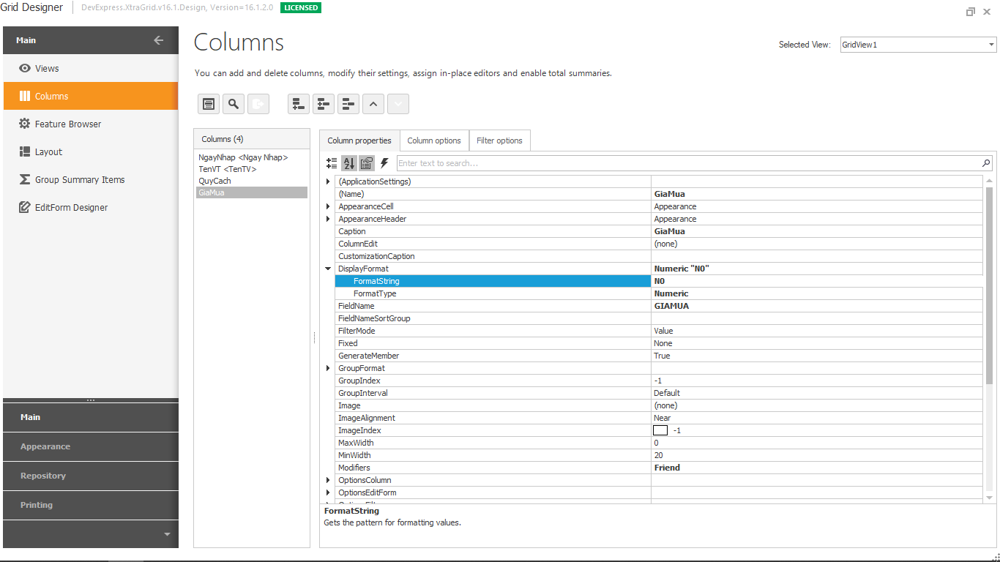 Grid Designer
DevExpress.XtraGrid.v16.1.Design, Version=16.1.2.0
LICENSED
Main
Views
Columns
Feature Browser
Layout
Group Summary Items
EditForm Designer
Main
Appearance
Repository
Printing
Columns
Selected View: GridView1
You can add and delete columns, modify their settings, assign in-place editors and enable total summaries.
Columns (4)
NgayNhap <Ngay Nhap>
TenVT <TenTV>
QuyCach
GiaMua
Column properties
Column options
Filter options
Enter text to search...
(ApplicationSettings)
(Name) GiaMua
AppearanceCell Appearance
AppearanceHeader Appearance
Caption GiaMua
ColumnEdit (none)
CustomizationCaption
DisplayFormat Numeric "N0"
FormatString N0
FormatType Numeric
FieldName GIAMUA
FieldNameSortGroup
FilterMode Value
Fixed None
GenerateMember True
GroupFormat
GroupIndex -1
GroupInterval Default
Image (none)
ImageAlignment Near
ImageIndex -1
MaxWidth 0
MinWidth 20
Modifiers Friend
OptionsColumn
OptionsEditForm
FormatString
Gets the pattern for formatting values.